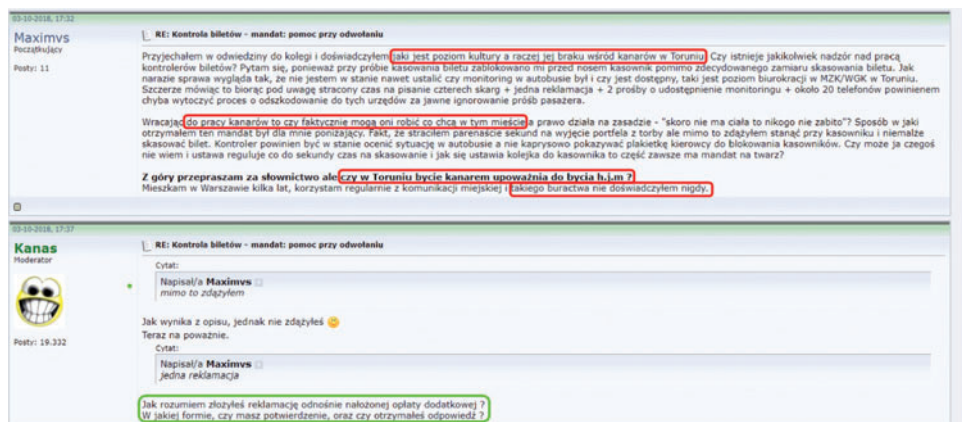 03-10-2018, 17:32
Maximvs
Początkujący
Posty: 11
RE: Kontrola biletów - mandat: pomoc przy odwołaniu
Przyjechałem w odwiedziny do kolegi i doświadczyłem jaki jest poziom kultury a raczej jej braku wśród kanarów w Toruniu. Czy istnieje jakikolwiek nadzór nad pracą
kontrolerów biletów? Pytam się, ponieważ przy próbie kasowania biletu zablokowano mi przed nosem kasownik pomimo zdecydowanego zamiaru skasowania biletu. Jak
narazie sprawa wygląda tak, że nie jestem w stanie nawet ustalić czy monitoring w autobusie był i czy jest dostępny, taki jest poziom biurokracji w MZK/WGK w Toruniu.
Szczerze mówiąc to biorąc pod uwagę stracony czas na pisanie czterech skarg + jedna reklamacja + 2 prośby o udostępnienie monitoringu + około 20 telefonów powinienem
chyba wytoczyć proces o odszkodowanie do tych urzędów za jawne ignorowanie próśb pasażera.
Wracając do pracy kanarów to czy faktycznie mogą oni robić co chcą w tym mieście a prawo działa na zasadzie - "skoro nie ma ciała to nikogo nie zabito"? Sposób w jaki
otrzymałem ten mandat był dla mnie poniżający. Fakt, że straciłem parenaście sekund na wyjęcie portfela z torby ale mimo to zdążyłem stanąć przy kasowniku i niemalże
skasować bilet. Kontroler powinien być w stanie ocenić sytuację w autobusie a nie kaprysowo pokazywać plakietkę kierowcy do blokowania kasowników. Czy może ja czegoś
nie wiem i ustawa reguluje co do sekundy czas na skasowanie i jak się ustawia kolejka do kasownika to część zawsze ma mandat na twarz?
Z góry przepraszam za słownictwo ale czy w Toruniu bycie kanarem upoważnia do bycia h.j.m ?
Mieszkam w Warszawie kilka lat, korzystam regularnie z komunikacji miejskiej i takiego buractwa nie doświadczyłem nigdy.
03-10-2018, 17:37
Kanas
Moderator
Posty: 19.332
RE: Kontrola biletów - mandat: pomoc przy odwołaniu
Cytat:
Napisał/a Maximvs
mimo to zdążyłem
Jak wynika z opisu, jednak nie zdążyłeś
Teraz na poważnie.
Cytat:
Napisał/a Maximvs
jedna reklamacja
Jak rozumiem złożyłeś reklamację odnośnie nałożonej opłaty dodatkowej ?
W jakiej formie, czy masz potwierdzenie, oraz czy otrzymałeś odpowiedź ?